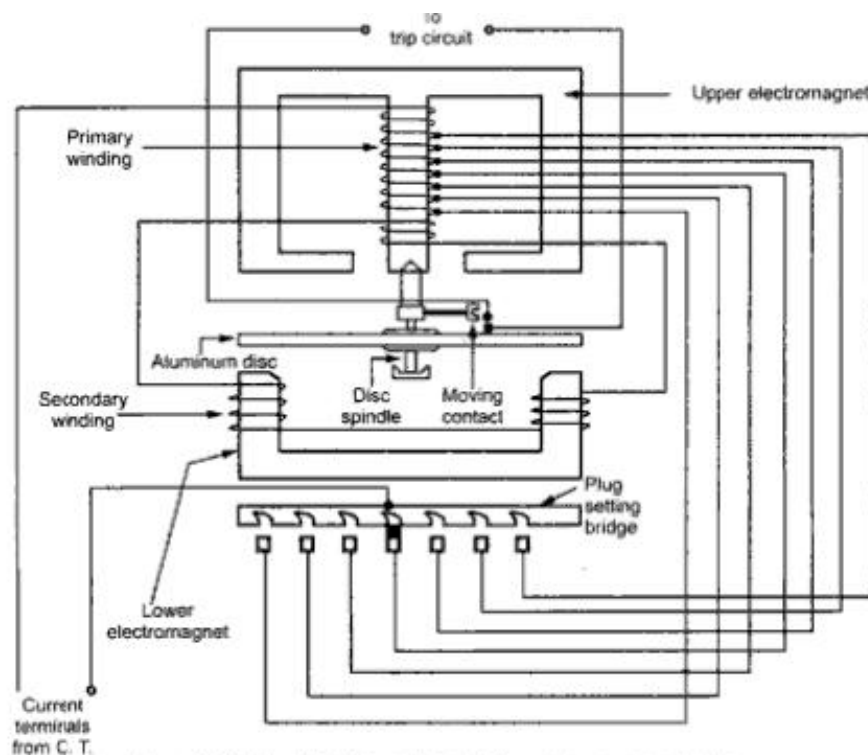 To
trip circuit
Upper electromagnet
Primary
winding
Aluminum disc
Secondary
winding
Disc
spindle
Moving
contact
Plug
setting
bridge
Lower
electromagnet
Current
terminals
from C. T.